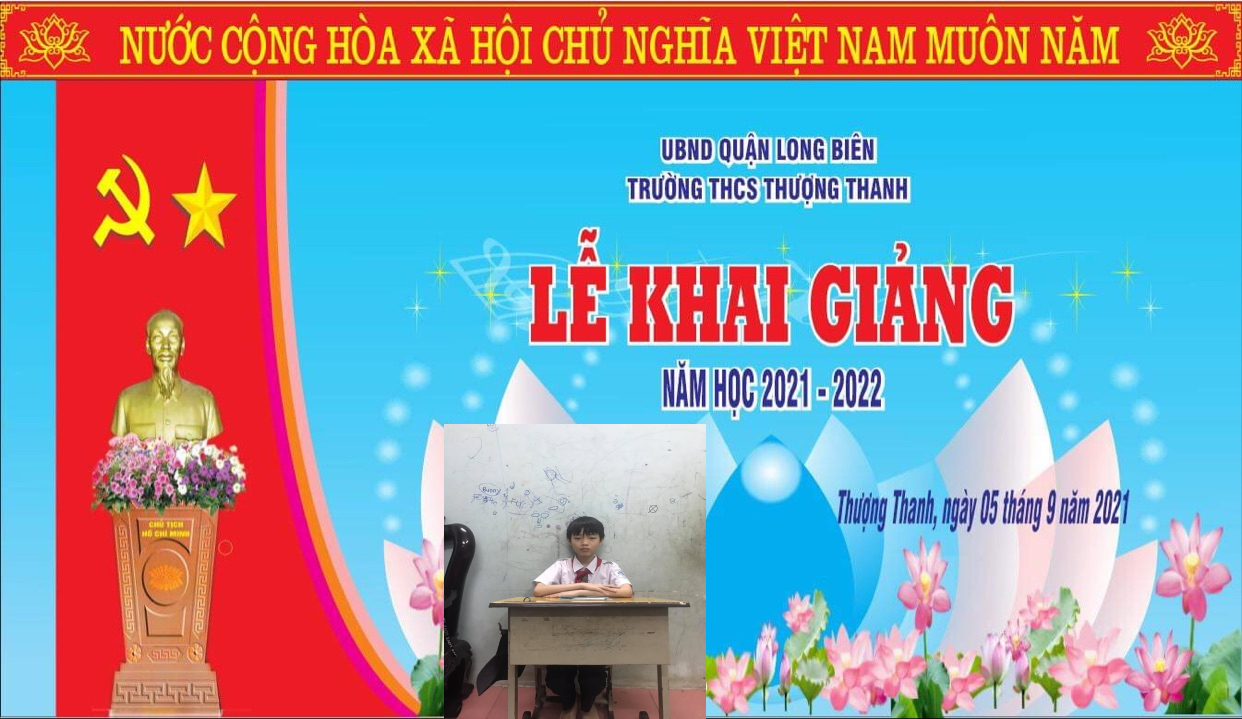 NƯỚC CỘNG HÒA XÃ HỘI CHỦ NGHĨA VIỆT NAM MUÔN NĂM
UBND QUẬN LONG BIÊN
TRƯỜNG THCS THƯỢNG THANH
LỄ KHAI GIẢNG
NĂM HỌC 2021 - 2022
Thượng Thanh, ngày 05 tháng 9 năm 2021
CHỦ TỊCH
HỒ CHÍ MINH